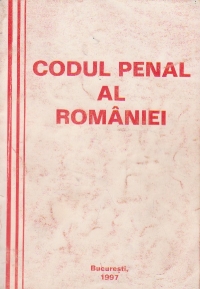 CODUL PENAL
AL
ROMÂNIEI
Bucureşti,
1997